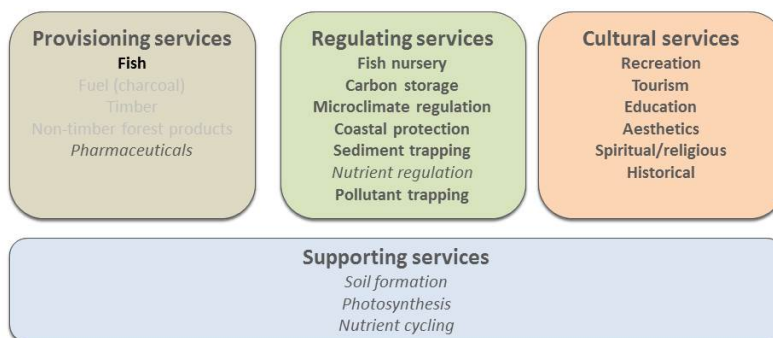 Provisioning services
Fish
Fuel (charcoal)
Timber
Non-timber forest products
Pharmaceuticals
Regulating services
Fish nursery
Carbon storage
Microclimate regulation
Coastal protection
Sediment trapping
Nutrient regulation
Pollutant trapping
Cultural services
Recreation
Tourism
Education
Aesthetics
Spiritual/religious
Historical
Supporting services
Soil formation
Photosynthesis
Nutrient cycling